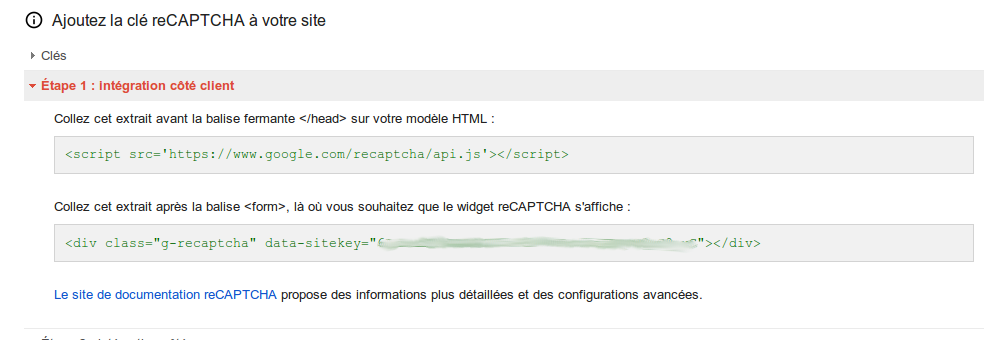 Ajoutez la clé reCAPTCHA à votre site
Clés
Étape 1 : intégration côté client
Collez cet extrait avant la balise fermante </head> sur votre modèle HTML :
<script src='https://www.google.com/recaptcha/api.js'></script>
Collez cet extrait après la balise <form>, là où vous souhaitez que le widget reCAPTCHA s'affiche :
<div class="g-recaptcha" data-sitekey=" "></div>
Le site de documentation reCAPTCHA propose des informations plus détaillées et des configurations avancées.